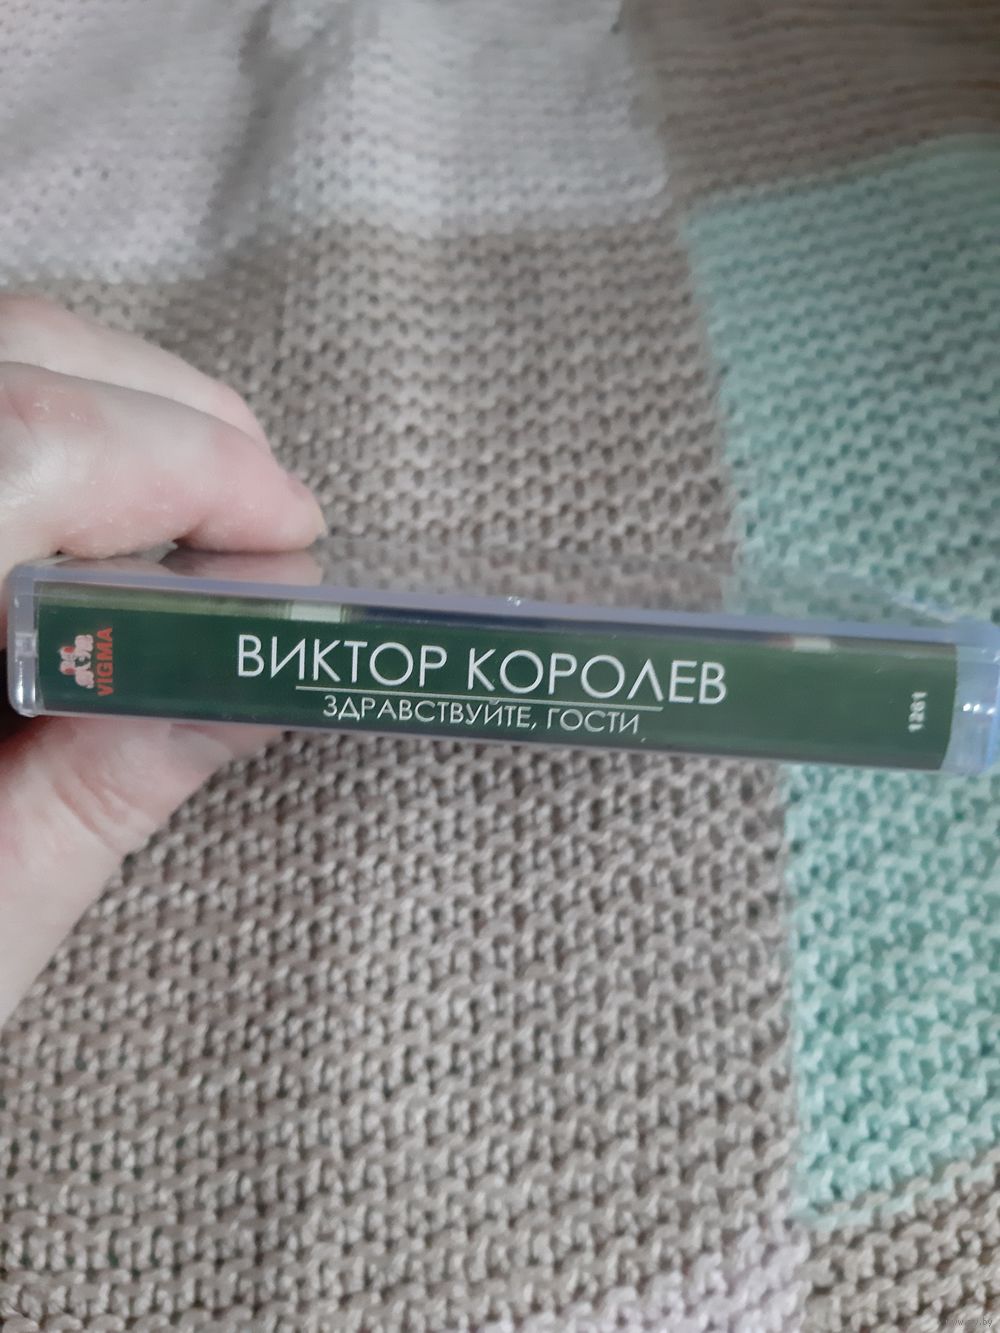 VIGMA
ВИКТОР КОРОЛЕВ
ЗДРАВСТВУЙТЕ, ГОСТИ
1261